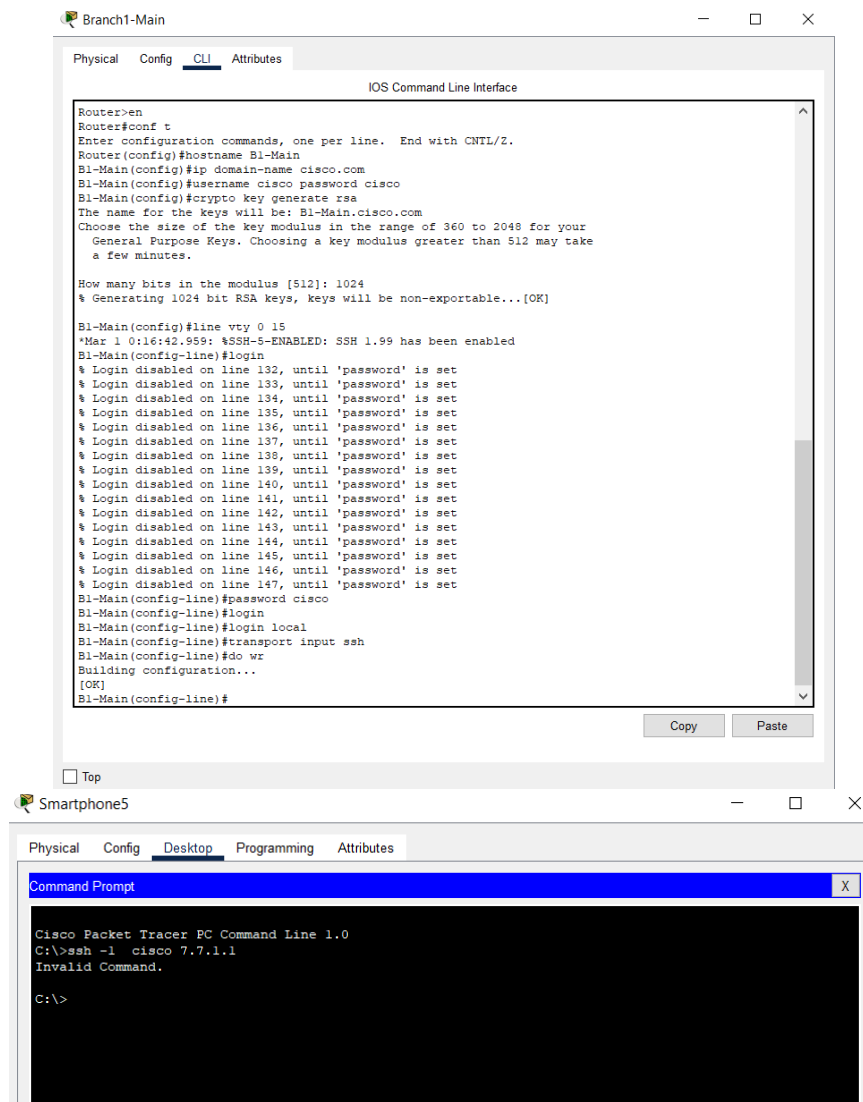 Branch1-Main
Physical Config CLI Attributes
IOS Command Line Interface
Router>en
Router#conf t
Enter configuration commands, one per line.  End with CNTL/Z.
Router(config)#hostname B1-Main
B1-Main(config)#ip domain-name cisco.com
B1-Main(config)#username cisco password cisco
B1-Main(config)#crypto key generate rsa
The name for the keys will be: B1-Main.cisco.com
Choose the size of the key modulus in the range of 360 to 2048 for your
General Purpose Keys. Choosing a key modulus greater than 512 may take
a few minutes.
How many bits in the modulus [512]: 1024
% Generating 1024 bit RSA keys, keys will be non-exportable...[OK]
B1-Main(config)#line vty 0 15
*Mar 1 0:16:42.959: %SSH-5-ENABLED: SSH 1.99 has been enabled
B1-Main(config-line)#login
% Login disabled on line 132, until 'password' is set
% Login disabled on line 133, until 'password' is set
% Login disabled on line 134, until 'password' is set
% Login disabled on line 135, until 'password' is set
% Login disabled on line 136, until 'password' is set
% Login disabled on line 137, until 'password' is set
% Login disabled on line 138, until 'password' is set
% Login disabled on line 139, until 'password' is set
% Login disabled on line 140, until 'password' is set
% Login disabled on line 141, until 'password' is set
% Login disabled on line 142, until 'password' is set
% Login disabled on line 143, until 'password' is set
% Login disabled on line 144, until 'password' is set
% Login disabled on line 145, until 'password' is set
% Login disabled on line 146, until 'password' is set
% Login disabled on line 147, until 'password' is set
B1-Main(config-line)#password cisco
B1-Main(config-line)#login
B1-Main(config-line)#login local
B1-Main(config-line)#transport input ssh
B1-Main(config-line)#do wr
Building configuration...
[OK]
B1-Main(config-line)#
Copy Paste
Top
Smartphone5
Physical Config Desktop Programming Attributes
Command Prompt X
Cisco Packet Tracer PC Command Line 1.0
C:\>ssh -l  cisco 7.7.1.1
Invalid Command.
C:\>